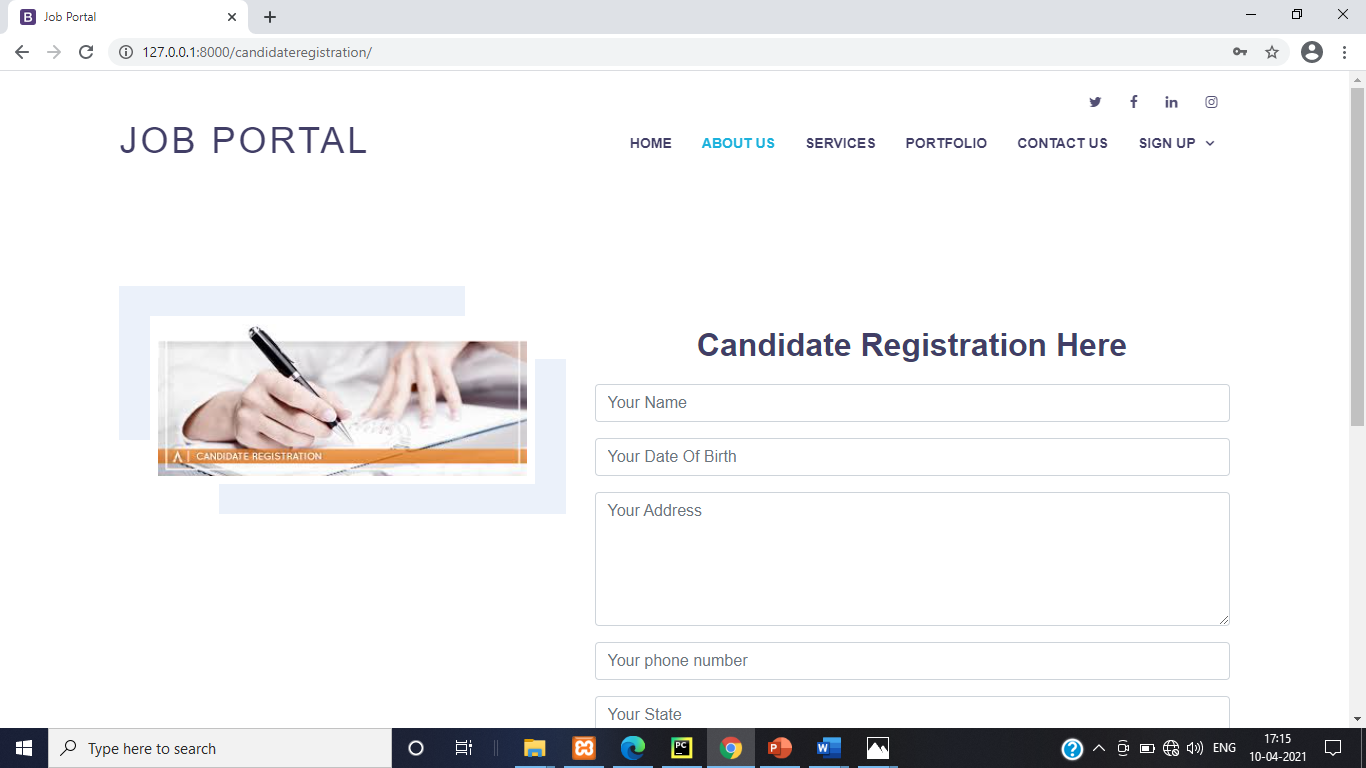 Job Portal
127.0.0.1:8000/candidateregistration/
JOB PORTAL
HOME ABOUT US SERVICES PORTFOLIO CONTACT US SIGN UP
CANDIDATE REGISTRATION
Candidate Registration Here
Your Name
Your Date Of Birth
Your Address
Your phone number
Your State
Type here to search
ENG
17:15
10-04-2021